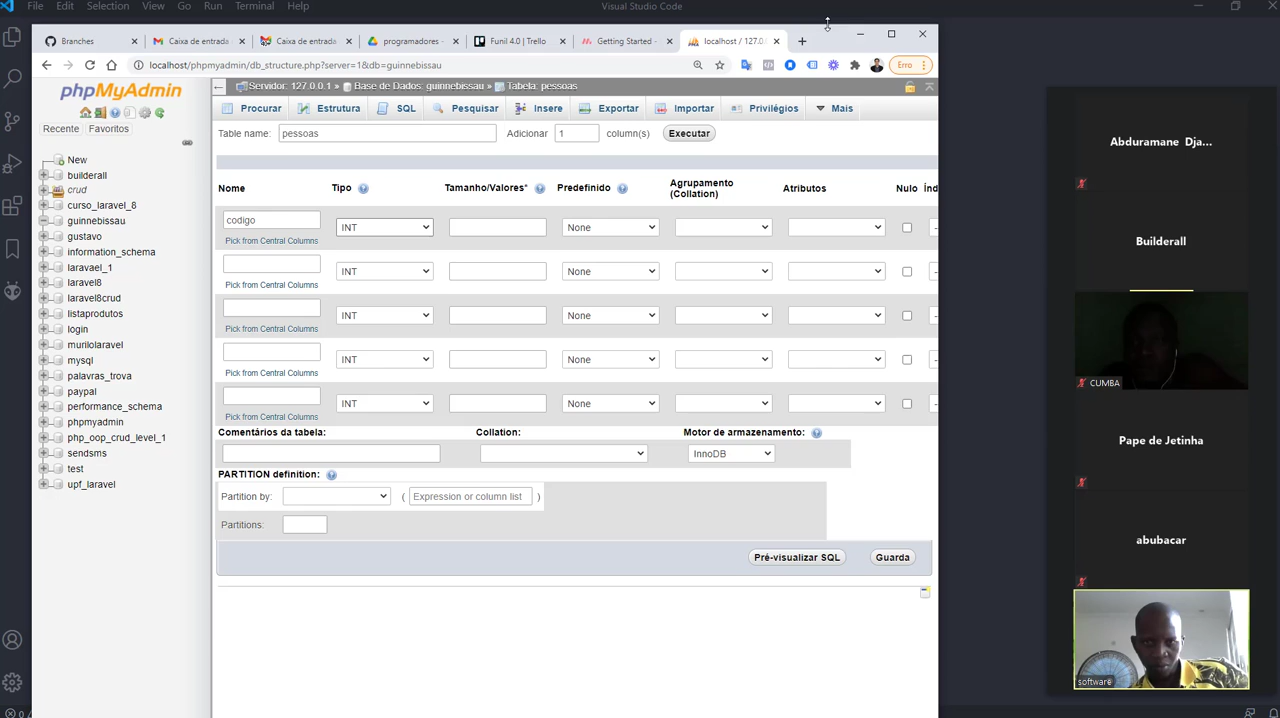 File Edit Selection View Go Run Terminal Help
Visual Studio Code
Branches
Caixa de entrada
Caixa de entrada
programadores -
Funil 4.0 | Trello
Getting Started -
localhost / 127.0
localhost/phpmyadmin/db_structure.php?server=1&db=guinnebissau
Erro
phpMyAdmin
Recente Favoritos
New
builderall
crud
curso_laravel_8
guinnebissau
gustavo
information_schema
laravael_1
laravel8
laravel8crud
listaprodutos
login
murilolaravel
mysql
palavras_trova
paypal
performance_schema
phpmyadmin
php_oop_crud_level_1
sendsms
test
upf_laravel
Servidor: 127.0.0.1 » Base de Dados: guinnebissau » Tabela: pessoas
Procurar Estrutura SQL Pesquisar Insere Exportar Importar Privilégios Mais
Table name: pessoas Adicionar 1 column(s) Executar
Nome Tipo Tamanho/Valores* Predefinido Agrupamento (Collation) Atributos Nulo Índ
codigo INT None
Pick from Central Columns
INT None
Pick from Central Columns
INT None
Pick from Central Columns
INT None
Pick from Central Columns
INT None
Pick from Central Columns
Comentários da tabela: Collation: Motor de armazenamento:
InnoDB
PARTITION definition:
Partition by: ( Expression or column list )
Partitions:
Pré-visualizar SQL Guarda
Abduramane Dja...
Builderall
CUMBA
Pape de Jetinha
abubacar
software
0